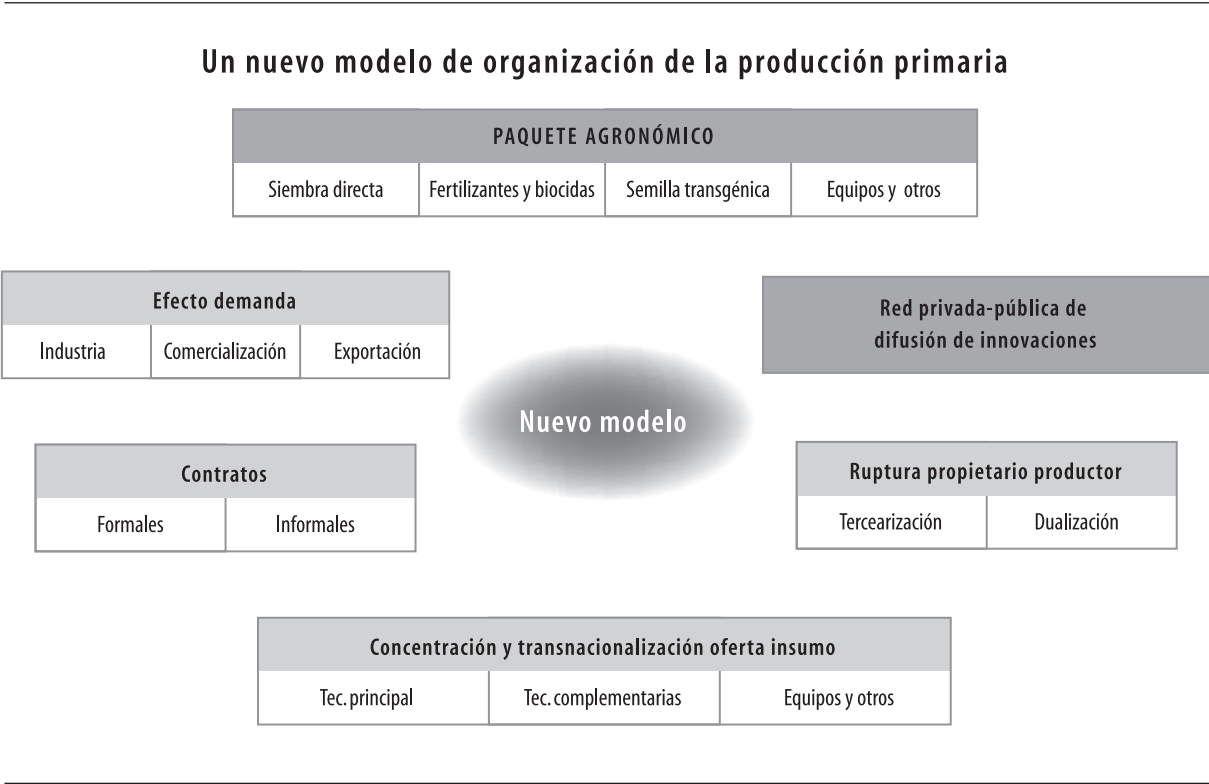 Un nuevo modelo de organización de la producción primaria
PAQUETE AGRONÓMICO
Siembra directa
Fertilizantes y biocidas
Semilla transgénica
Equipos y otros
Efecto demanda
Industria
Comercialización
Exportación
Red privada-pública de
difusión de innovaciones
Nuevo modelo
Contratos
Formales
Informales
Ruptura propietario productor
Tercearización
Dualización
Concentración y transnacionalización oferta insumo
Tec. principal
Tec. complementarias
Equipos y otros